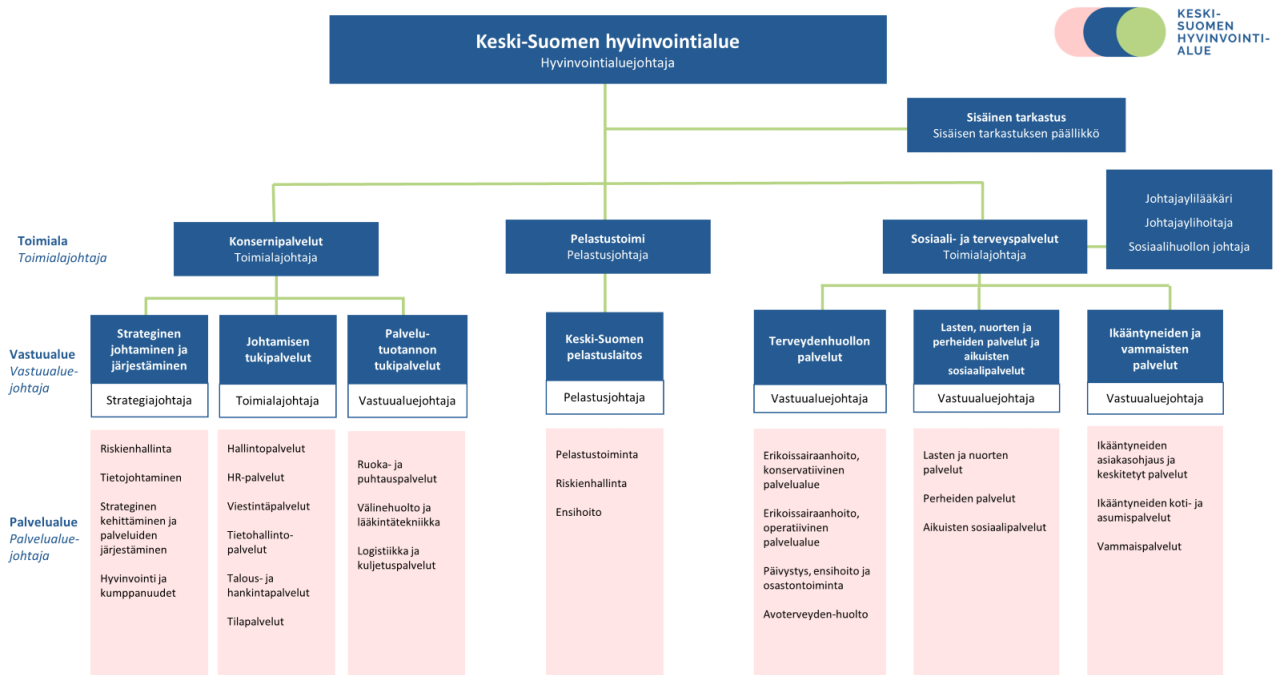 Keski-Suomen hyvinvointialue
Hyvinvointialuejohtaja
KESKI-
SUOMEN
HYVINVOINTI-
ALUE
Sisäinen tarkastus
Sisäisen tarkastuksen päällikkö
Johtajaylilääkäri
Johtajaylihoitaja
Sosiaalihuollon johtaja
Toimiala
Toimialajohtaja
Konsernipalvelut
Toimialajohtaja
Pelastustoimi
Pelastusjohtaja
Sosiaali- ja terveyspalvelut
Toimialajohtaja
Vastuualue
Vastuualue-
johtaja
Strateginen
johtaminen ja
järjestäminen
Strategiajohtaja
Johtamisen
tukipalvelut
Toimialajohtaja
Palvelu-
tuotannon
tukipalvelut
Vastuualuejohtaja
Keski-Suomen
pelastuslaitos
Pelastusjohtaja
Terveydenhuollon
palvelut
Vastuualuejohtaja
Lasten, nuorten ja
perheiden palvelut ja
aikuisten
sosiaalipalvelut
Vastuualuejohtaja
Ikääntyneiden ja
vammaisten
palvelut
Vastuualuejohtaja
Palvelualue
Palvelualue-
johtaja
Riskienhallinta
Tietojohtaminen
Strateginen
kehittäminen ja
palveluiden
järjestäminen
Hyvinvointi ja
kumppanuudet
Hallintopalvelut
HR-palvelut
Viestintäpalvelut
Tietohallinto-
palvelut
Talous- ja
hankintapalvelut
Tilapalvelut
Ruoka- ja
puhtauspalvelut
Välinehuolto ja
lääkintätekniikka
Logistiikka ja
kuljetuspalvelut
Pelastustoiminta
Riskienhallinta
Ensihoito
Erikoissairaanhoito,
konservatiivinen
palvelualue
Erikoissairaanhoito,
operatiivinen
palvelualue
Päivystys, ensihoito ja
osastontoiminta
Avoterveyden-huolto
Lasten ja nuorten
palvelut
Perheiden palvelut
Aikuisten sosiaalipalvelut
Ikääntyneiden
asiakasohjaus ja
keskitetyt palvelut
Ikääntyneiden koti- ja
asumispalvelut
Vammaispalvelut